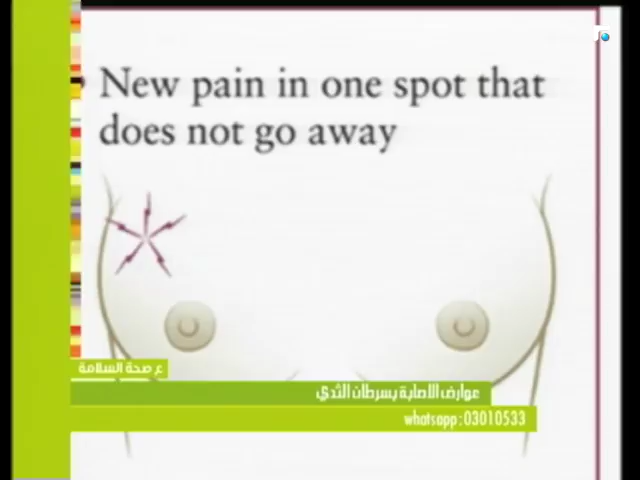 New pain in one spot that
does not go away
ع صحة السلامة
عوارض الاصابة بسرطان الثدي
whatsapp : 03010533